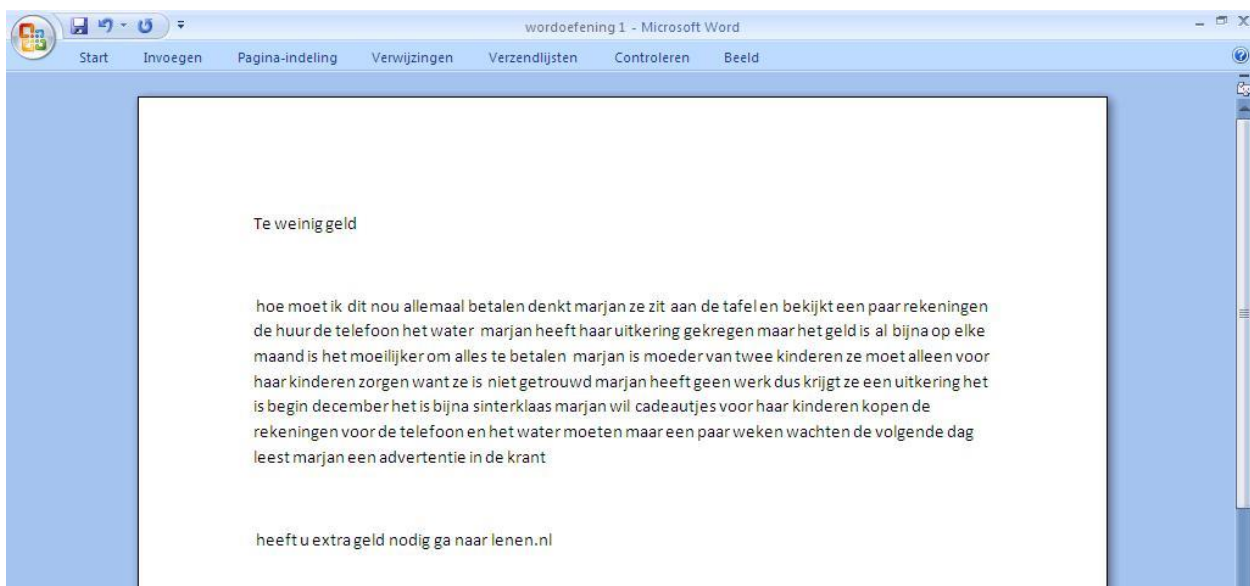 wordoefening 1 - Microsoft Word
Start Invoegen Pagina-indeling Verwijzingen Verzendlijsten Controleren Beeld
Te weinig geld
hoe moet ik dit nou allemaal betalen denkt marjan ze zit aan de tafel en bekijkt een paar rekeningen
de huur de telefoon het water marjan heeft haar uitkering gekregen maar het geld is al bijna op elke
maand is het moeilijker om alles te betalen marjan is moeder van twee kinderen ze moet alleen voor
haar kinderen zorgen want ze is niet getrouwd marjan heeft geen werk dus krijgt ze een uitkering het
is begin december het is bijna sinterklaas marjan wil cadeautjes voor haar kinderen kopen de
rekeningen voor de telefoon en het water moeten maar een paar weken wachten de volgende dag
leest marjan een advertentie in de krant
heeft u extra geld nodig ga naar lenen.nl